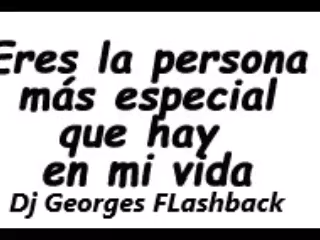 Eres la persona
más especial
que hay
en mi vida
Dj Georges FLashback